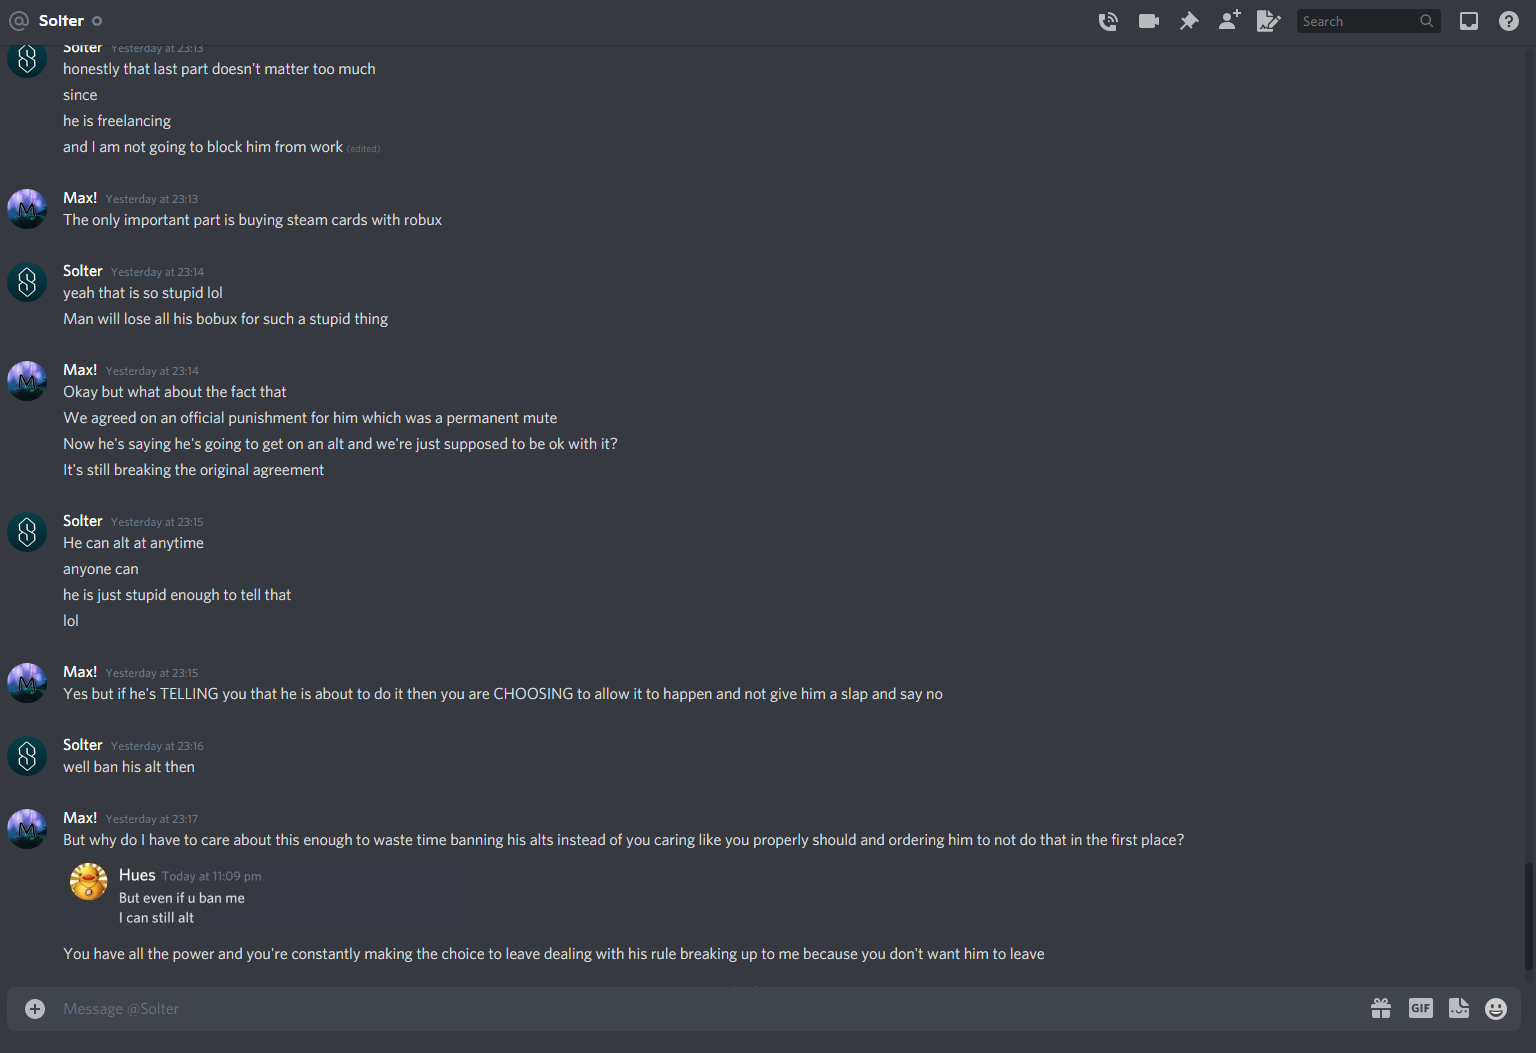 @ Solter
Search
Solter Yesterday at 23:13
honestly that last part doesn't matter too much
since
he is freelancing
and I am not going to block him from work (edited)
Max! Yesterday at 23:13
The only important part is buying steam cards with robux
Solter Yesterday at 23:14
yeah that is so stupid lol
Man will lose all his bobux for such a stupid thing
Max! Yesterday at 23:14
Okay but what about the fact that
We agreed on an official punishment for him which was a permanent mute
Now he's saying he's going to get on an alt and we're just supposed to be ok with it?
It's still breaking the original agreement
Solter Yesterday at 23:15
He can alt at anytime
anyone can
he is just stupid enough to tell that
lol
Max! Yesterday at 23:15
Yes but if he's TELLING you that he is about to do it then you are CHOOSING to allow it to happen and not give him a slap and say no
Solter Yesterday at 23:16
well ban his alt then
Max! Yesterday at 23:17
But why do I have to care about this enough to waste time banning his alts instead of you caring like you properly should and ordering him to not do that in the first place?
Hues Today at 11:09 pm
But even if u ban me
I can still alt
You have all the power and you're constantly making the choice to leave dealing with his rule breaking up to me because you don't want him to leave
Message @Solter
GIF